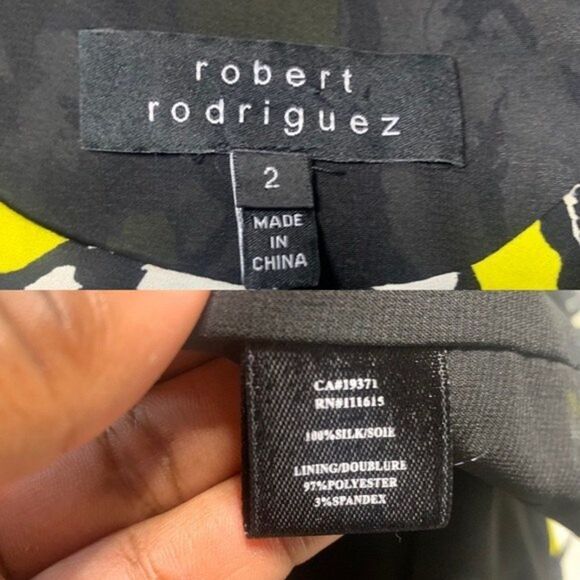 robert
rodriguez
2
MADE
IN
CHINA
CA#19371
RN#111615
100%SILK/SOIE
LINING/DOUBLURE
97%POLYESTER
3%SPANDEX